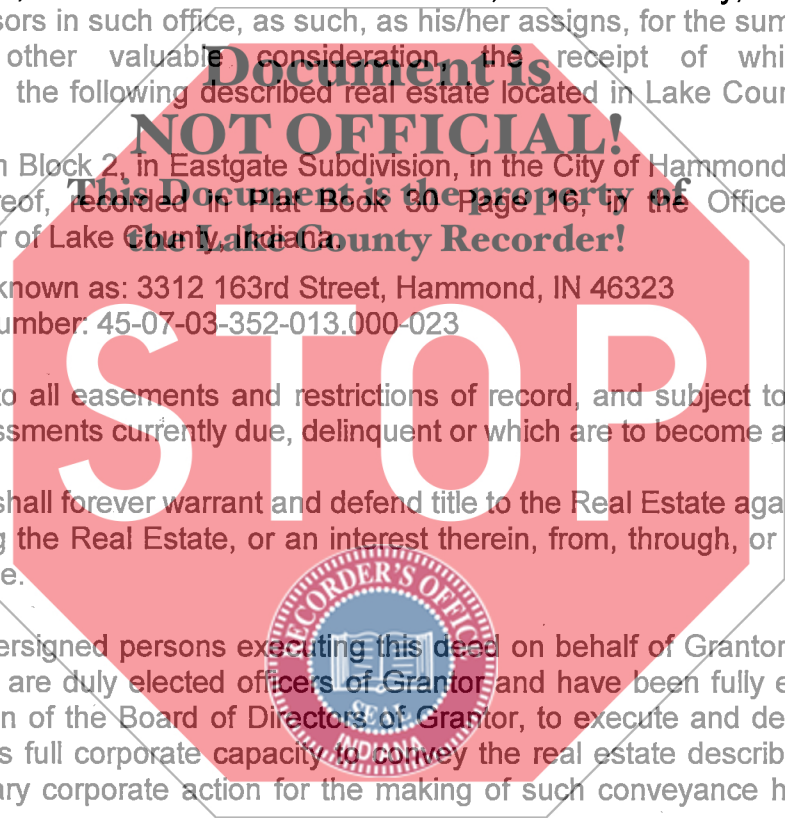 sors in such office, as such, as his/her assigns, for the sum
other valuable consideration, the receipt of whi
Document is
the following described real estate located in Lake Coun
NOT OFFICIAL!
n Block 2, in Eastgate Subdivision, in the City of Hammond
This Document is the property of
reof, recorded in Plat Book 30 Page 16, in the Office
the Lake County Recorder!
r of Lake County, Indiana.
known as: 3312 163rd Street, Hammond, IN 46323
umber: 45-07-03-352-013.000-023
STOP
to all easements and restrictions of record, and subject to
ssments currently due, delinquent or which are to become a
shall forever warrant and defend title to the Real Estate aga
g the Real Estate, or an interest therein, from, through, or
e.
RECORDER'S OFFICE
ersigned persons executing this deed on behalf of Grantor
are duly elected officers of Grantor and have been fully e
SEAL
n of the Board of Directors of Grantor, to execute and de
INDIANA
s full corporate capacity to convey the real estate describ
ary corporate action for the making of such conveyance h